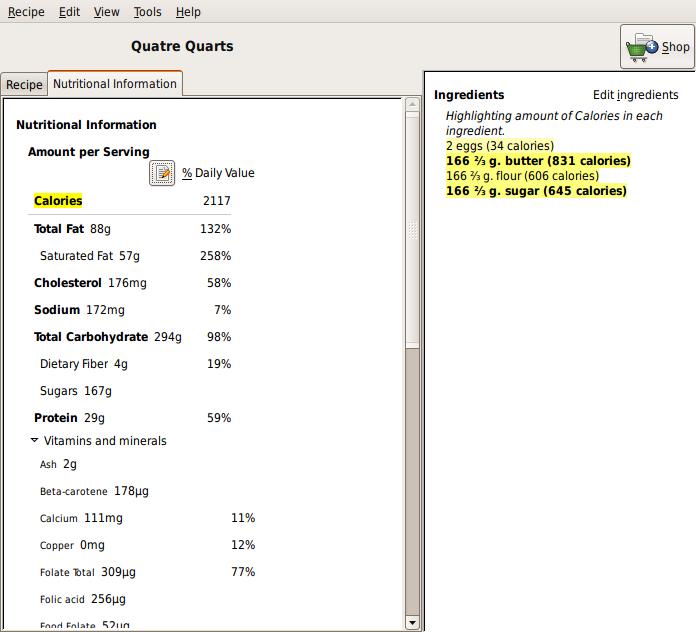 Recipe Edit View Tools Help
Quatre Quarts
Shop
Recipe Nutritional Information
Nutritional Information
Amount per Serving
% Daily Value
Calories 2117
Total Fat 88g 132%
Saturated Fat 57g 258%
Cholesterol 176mg 58%
Sodium 172mg 7%
Total Carbohydrate 294g 98%
Dietary Fiber 4g 19%
Sugars 167g
Protein 29g 59%
Vitamins and minerals
Ash 2g
Beta-carotene 178µg
Calcium 111mg 11%
Copper 0mg 12%
Folate Total 309µg 77%
Folic acid 256µg
Food Folate 52µg
Ingredients Edit ingredients
Highlighting amount of Calories in each
ingredient.
2 eggs (34 calories)
166 ⅔ g. butter (831 calories)
166 ⅔ g. flour (606 calories)
166 ⅔ g. sugar (645 calories)